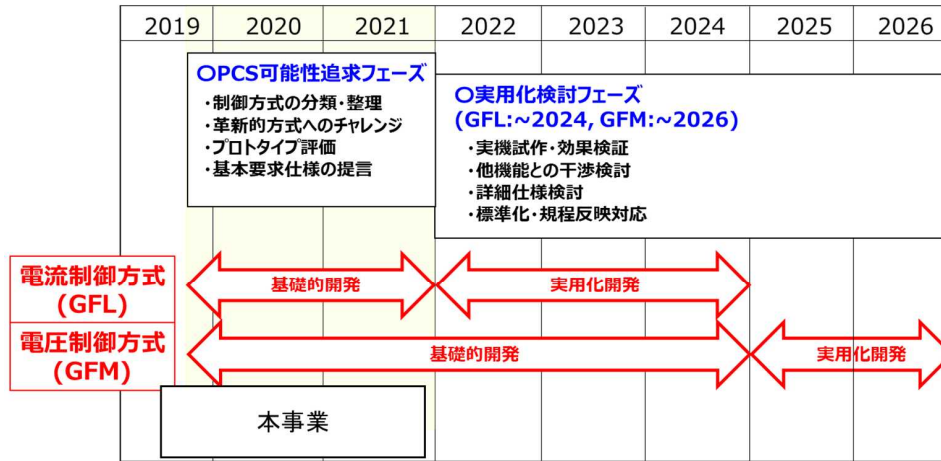 2019 2020 2021 2022 2023 2024 2025 2026
〇PCS可能性追求フェーズ
・制御方式の分類・整理
・革新的方式へのチャレンジ
・プロトタイプ評価
・基本要求仕様の提言
〇実用化検討フェーズ
(GFL:~2024, GFM:~2026)
・実機試作・効果検証
・他機能との干渉検討
・詳細仕様検討
・標準化・規程反映対応
電流制御方式
(GFL)
基礎的開発 実用化開発
電圧制御方式
(GFM)
基礎的開発 実用化開発
本事業